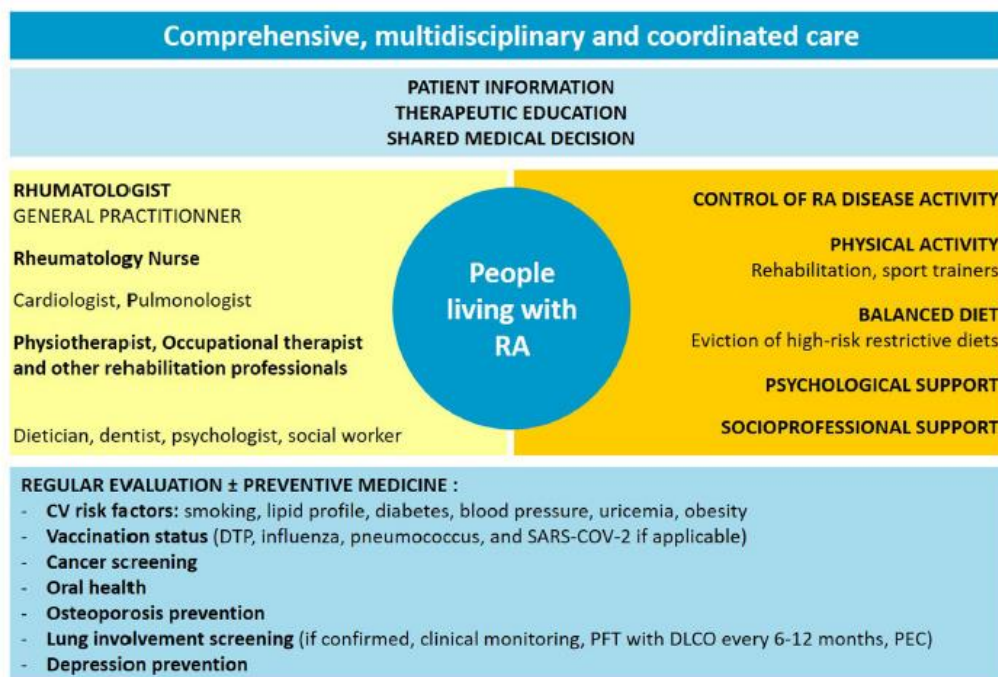 Comprehensive, multidisciplinary and coordinated care
PATIENT INFORMATION
THERAPEUTIC EDUCATION
SHARED MEDICAL DECISION
RHUMATOLOGIST
GENERAL PRACTITIONNER
Rheumatology Nurse
Cardiologist, Pulmonologist
Physiotherapist, Occupational therapist
and other rehabilitation professionals
Dietician, dentist, psychologist, social worker
People
living with
RA
CONTROL OF RA DISEASE ACTIVITY
PHYSICAL ACTIVITY
Rehabilitation, sport trainers
BALANCED DIET
Eviction of high-risk restrictive diets
PSYCHOLOGICAL SUPPORT
SOCIOPROFESSIONAL SUPPORT
REGULAR EVALUATION ± PREVENTIVE MEDICINE :
- CV risk factors: smoking, lipid profile, diabetes, blood pressure, uricemia, obesity
- Vaccination status (DTP, influenza, pneumococcus, and SARS-COV-2 if applicable)
- Cancer screening
- Oral health
- Osteoporosis prevention
- Lung involvement screening (if confirmed, clinical monitoring, PFT with DLCO every 6-12 months, PEC)
- Depression prevention